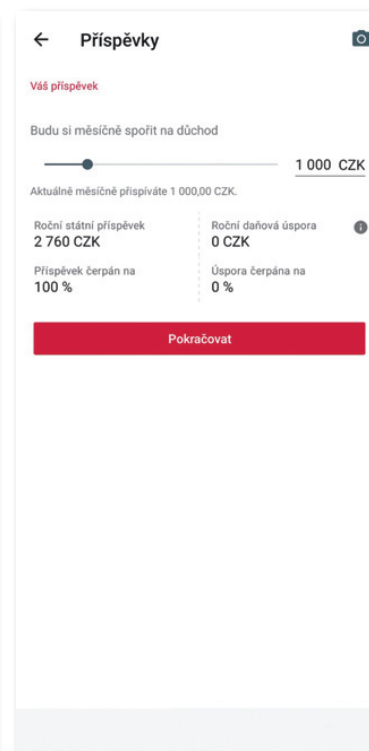 Příspěvky
Váš příspěvek
Budu si měsíčně spořit na důchod
1 000 CZK
Aktuálně měsíčně přispíváte 1 000,00 CZK.
Roční státní příspěvek
2 760 CZK
Roční daňová úspora
0 CZK
Příspěvek čerpán na
100 %
Úspora čerpána na
0 %
Pokračovat